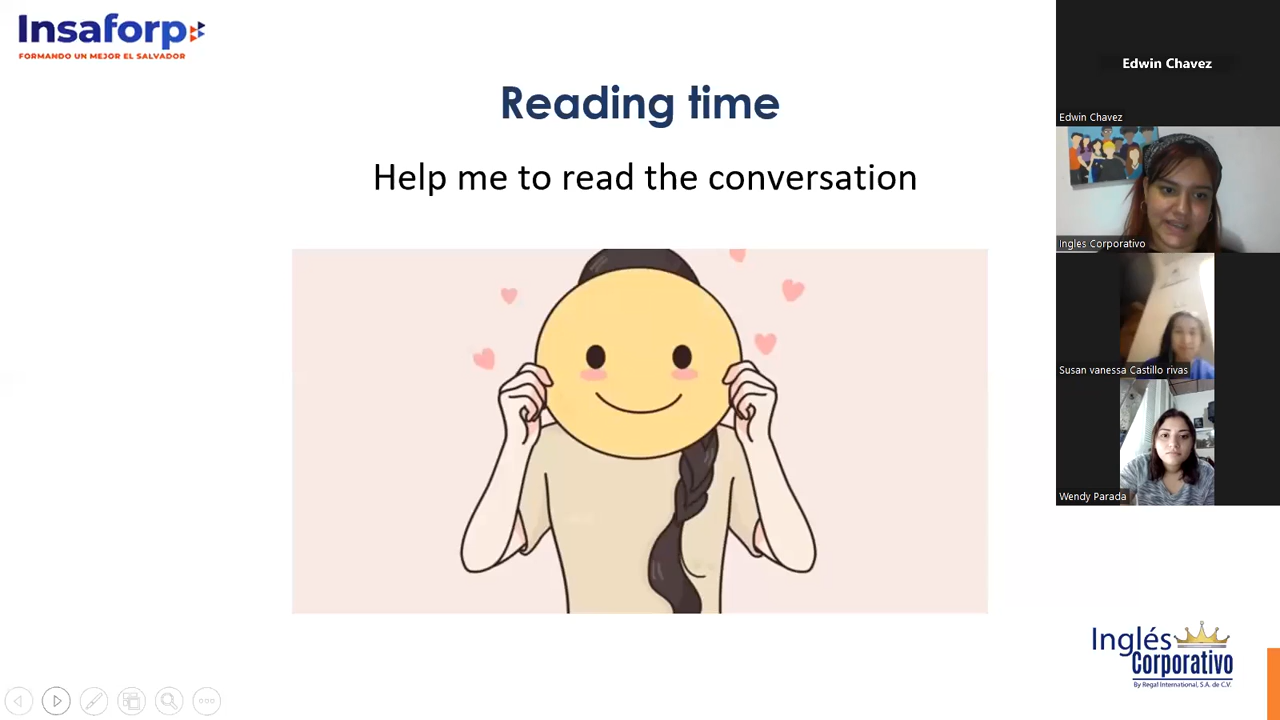 Insaforp
FORMANDO UN MEJOR EL SALVADOR
Reading time
Help me to read the conversation
Edwin Chavez
Edwin Chavez
Ingles Corporativo
Susan vanessa Castillo rivas
Wendy Parada
Inglés
Corporativo
By Regal International, S.A. de C.V.